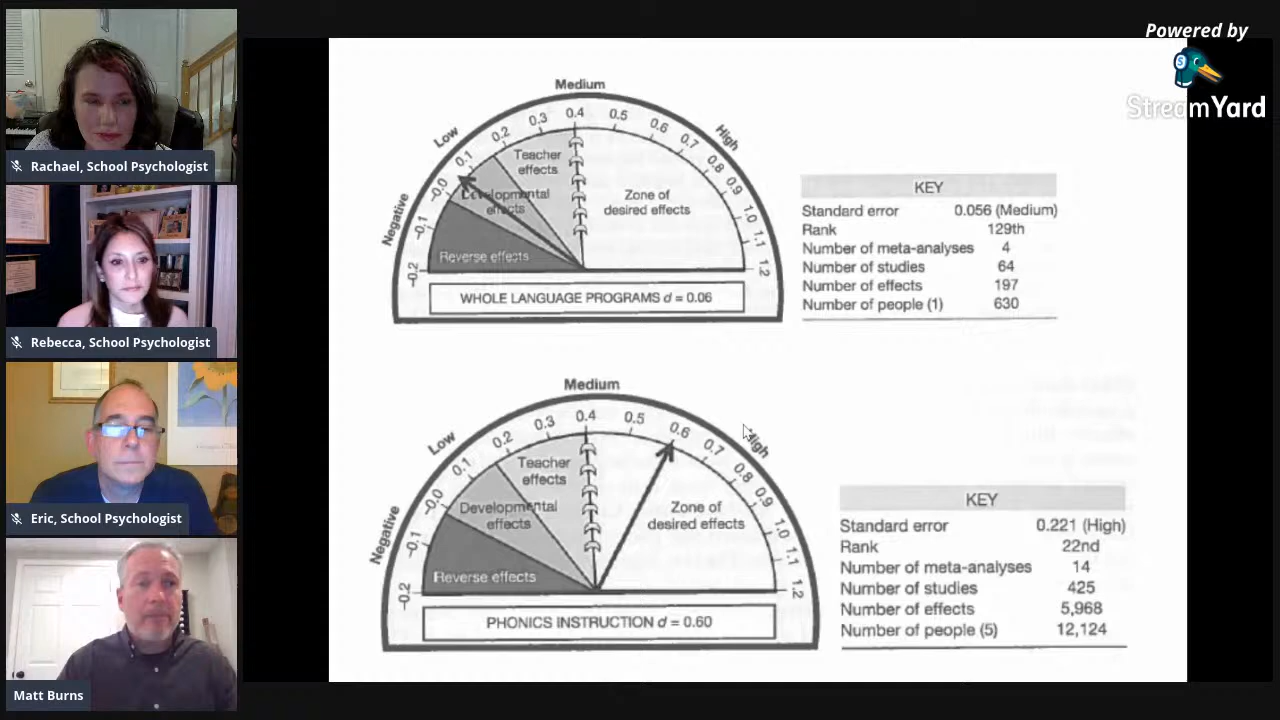 Powered by
StreamYard
Rachael, School Psychologist
Rebecca, School Psychologist
Eric, School Psychologist
Matt Burns
Medium
Low
High
Negative
-0.2
-0.1
-0.0
0.1
0.2
0.3
0.4
0.5
0.6
0.7
0.8
0.9
1.0
1.1
1.2
Teacher
effects
Developmental
effects
Reverse effects
Zone of
desired effects
WHOLE LANGUAGE PROGRAMS d = 0.06
KEY
Standard error 0.056 (Medium)
Rank 129th
Number of meta-analyses 4
Number of studies 64
Number of effects 197
Number of people (1) 630
Medium
Low
High
Negative
-0.2
-0.1
-0.0
0.1
0.2
0.3
0.4
0.5
0.6
0.7
0.8
0.9
1.0
1.1
1.2
Teacher
effects
Developmental
effects
Reverse effects
Zone of
desired effects
PHONICS INSTRUCTION d = 0.60
KEY
Standard error 0.221 (High)
Rank 22nd
Number of meta-analyses 14
Number of studies 425
Number of effects 5,968
Number of people (5) 12,124